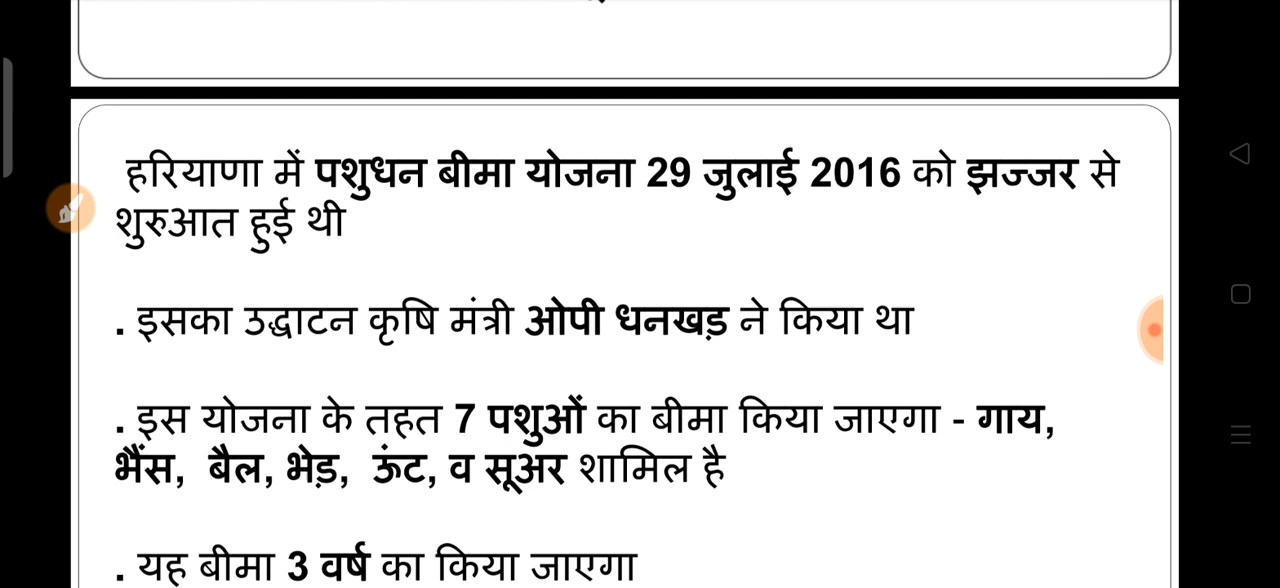 हरियाणा में पशुधन बीमा योजना 29 जुलाई 2016 को झज्जर से
शुरुआत हुई थी
. इसका उद्घाटन कृषि मंत्री ओपी धनखड़ ने किया था
. इस योजना के तहत 7 पशुओं का बीमा किया जाएगा - गाय,
भैंस, बैल, भेड़, ऊंट, व सूअर शामिल है
. यह बीमा 3 वर्ष का किया जाएगा